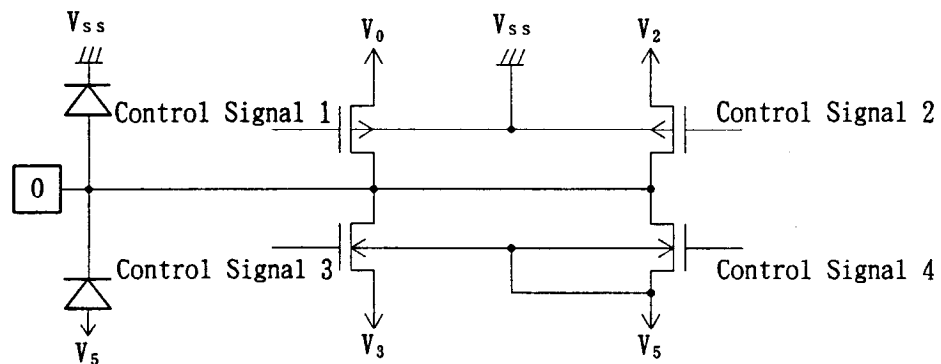 Vss
V0
Vss
V2
Control Signal 1
Control Signal 2
0
Control Signal 3
Control Signal 4
V5
V3
V5